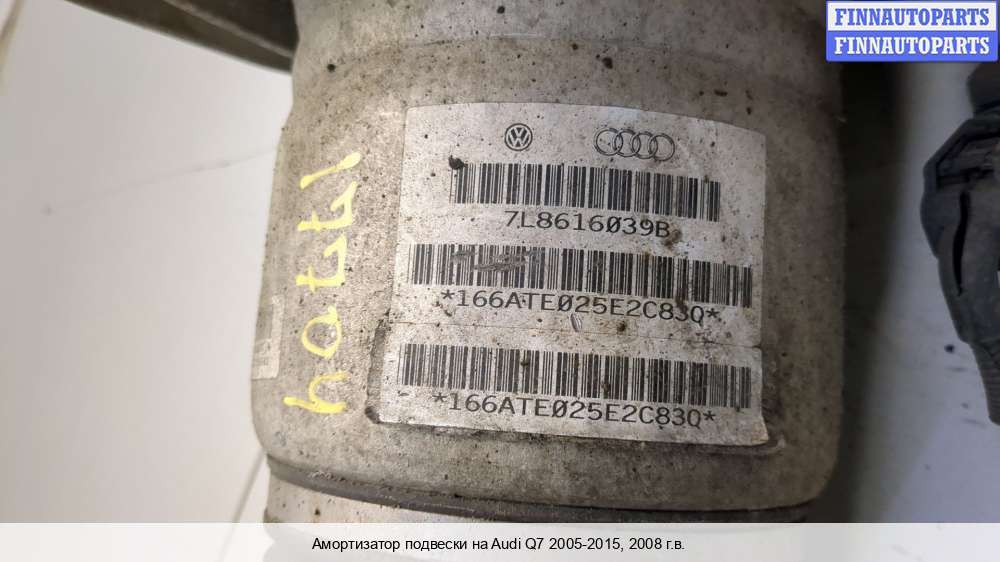 FINNAUTOPARTS
FINNAUTOPARTS
7L8616039B
*166ATE025E2C83Q*
*166ATE025E2C83Q*
Амортизатор подвески на Audi Q7 2005-2015, 2008 г.в.